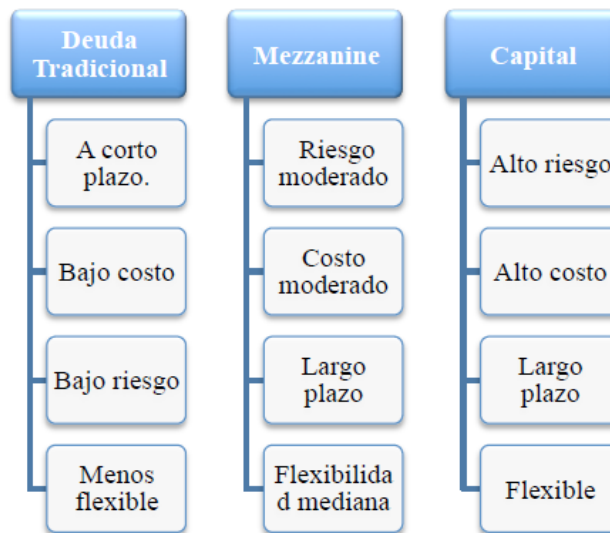 Deuda
Tradicional
A corto
plazo.
Bajo costo
Bajo riesgo
Menos
flexible
Mezzanine
Riesgo
moderado
Costo
moderado
Largo
plazo
Flexibilida
d mediana
Capital
Alto riesgo
Alto costo
Largo
plazo
Flexible